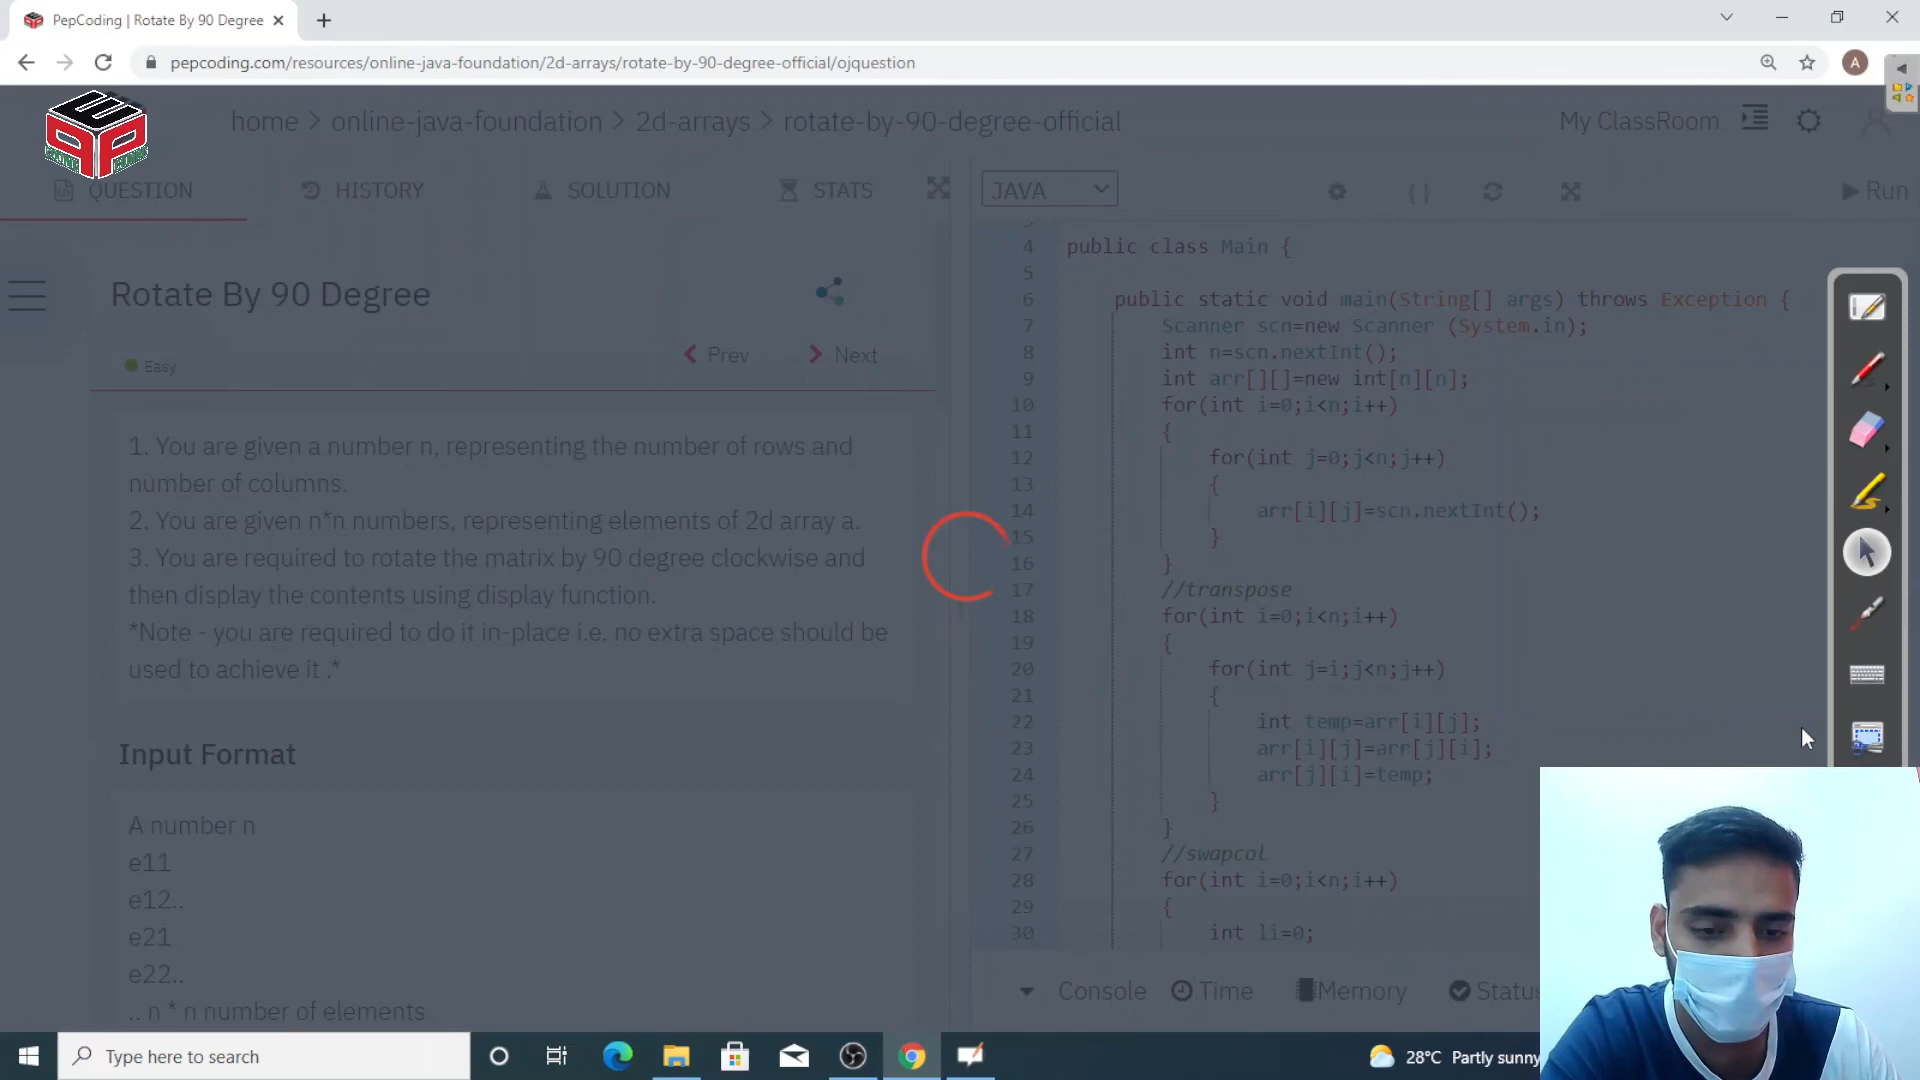 PepCoding | Rotate By 90 Degree
pepcoding.com/resources/online-java-foundation/2d-arrays/rotate-by-90-degree-official/ojquestion
A
home > online-java-foundation > 2d-arrays > rotate-by-90-degree-official
My ClassRoom
QUESTION
HISTORY
SOLUTION
STATS
JAVA
Run
Rotate By 90 Degree
Easy
Prev
Next
1. You are given a number n, representing the number of rows and
number of columns.
2. You are given n*n numbers, representing elements of 2d array a.
3. You are required to rotate the matrix by 90 degree clockwise and
then display the contents using display function.
*Note - you are required to do it in-place i.e. no extra space should be
used to achieve it .*
Input Format
A number n
e11
e12..
e21
e22..
.. n * n number of elements
4 public class Main {
5
6 public static void main(String[] args) throws Exception {
7 Scanner scn=new Scanner (System.in);
8 int n=scn.nextInt();
9 int arr[][]=new int[n][n];
10 for(int i=0;i<n;i++)
11 {
12 for(int j=0;j<n;j++)
13 {
14 arr[i][j]=scn.nextInt();
15 }
16 }
17 //transpose
18 for(int i=0;i<n;i++)
19 {
20 for(int j=i;j<n;j++)
21 {
22 int temp=arr[i][j];
23 arr[i][j]=arr[j][i];
24 arr[j][i]=temp;
25 }
26 }
27 //swapcol
28 for(int i=0;i<n;i++)
29 {
30 int li=0;
Console
Time
Memory
Status
Type here to search
28°C Partly sunny